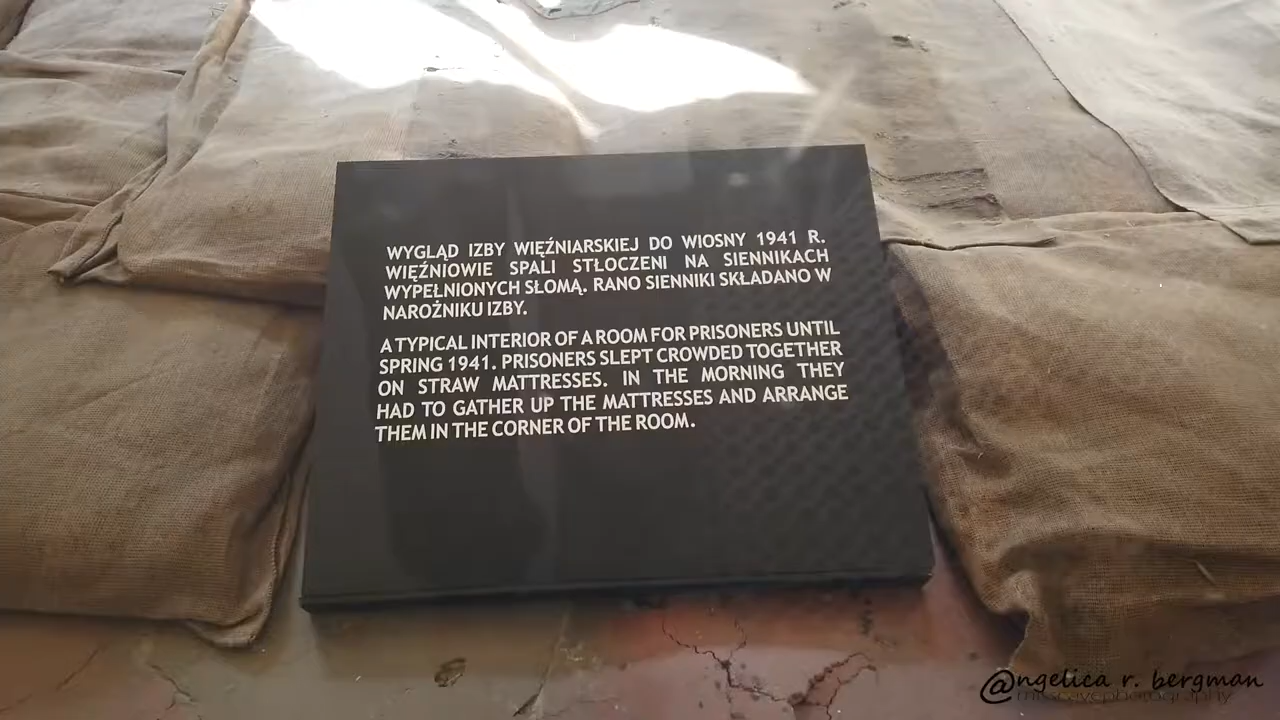 WYGLĄD IZBY WIĘŹNIARSKIEJ DO WIOSNY 1941 R.
WIĘŹNIOWIE SPALI STŁOCZENI NA SIENNIKACH
WYPEŁNIONYCH SŁOMĄ. RANO SIENNIKI SKŁADANO W
NAROŻNIKU IZBY.
A TYPICAL INTERIOR OF A ROOM FOR PRISONERS UNTIL
SPRING 1941. PRISONERS SLEPT CROWDED TOGETHER
ON STRAW MATTRESSES. IN THE MORNING THEY
HAD TO GATHER UP THE MATTRESSES AND ARRANGE
THEM IN THE CORNER OF THE ROOM.
@ngelica r. bergman